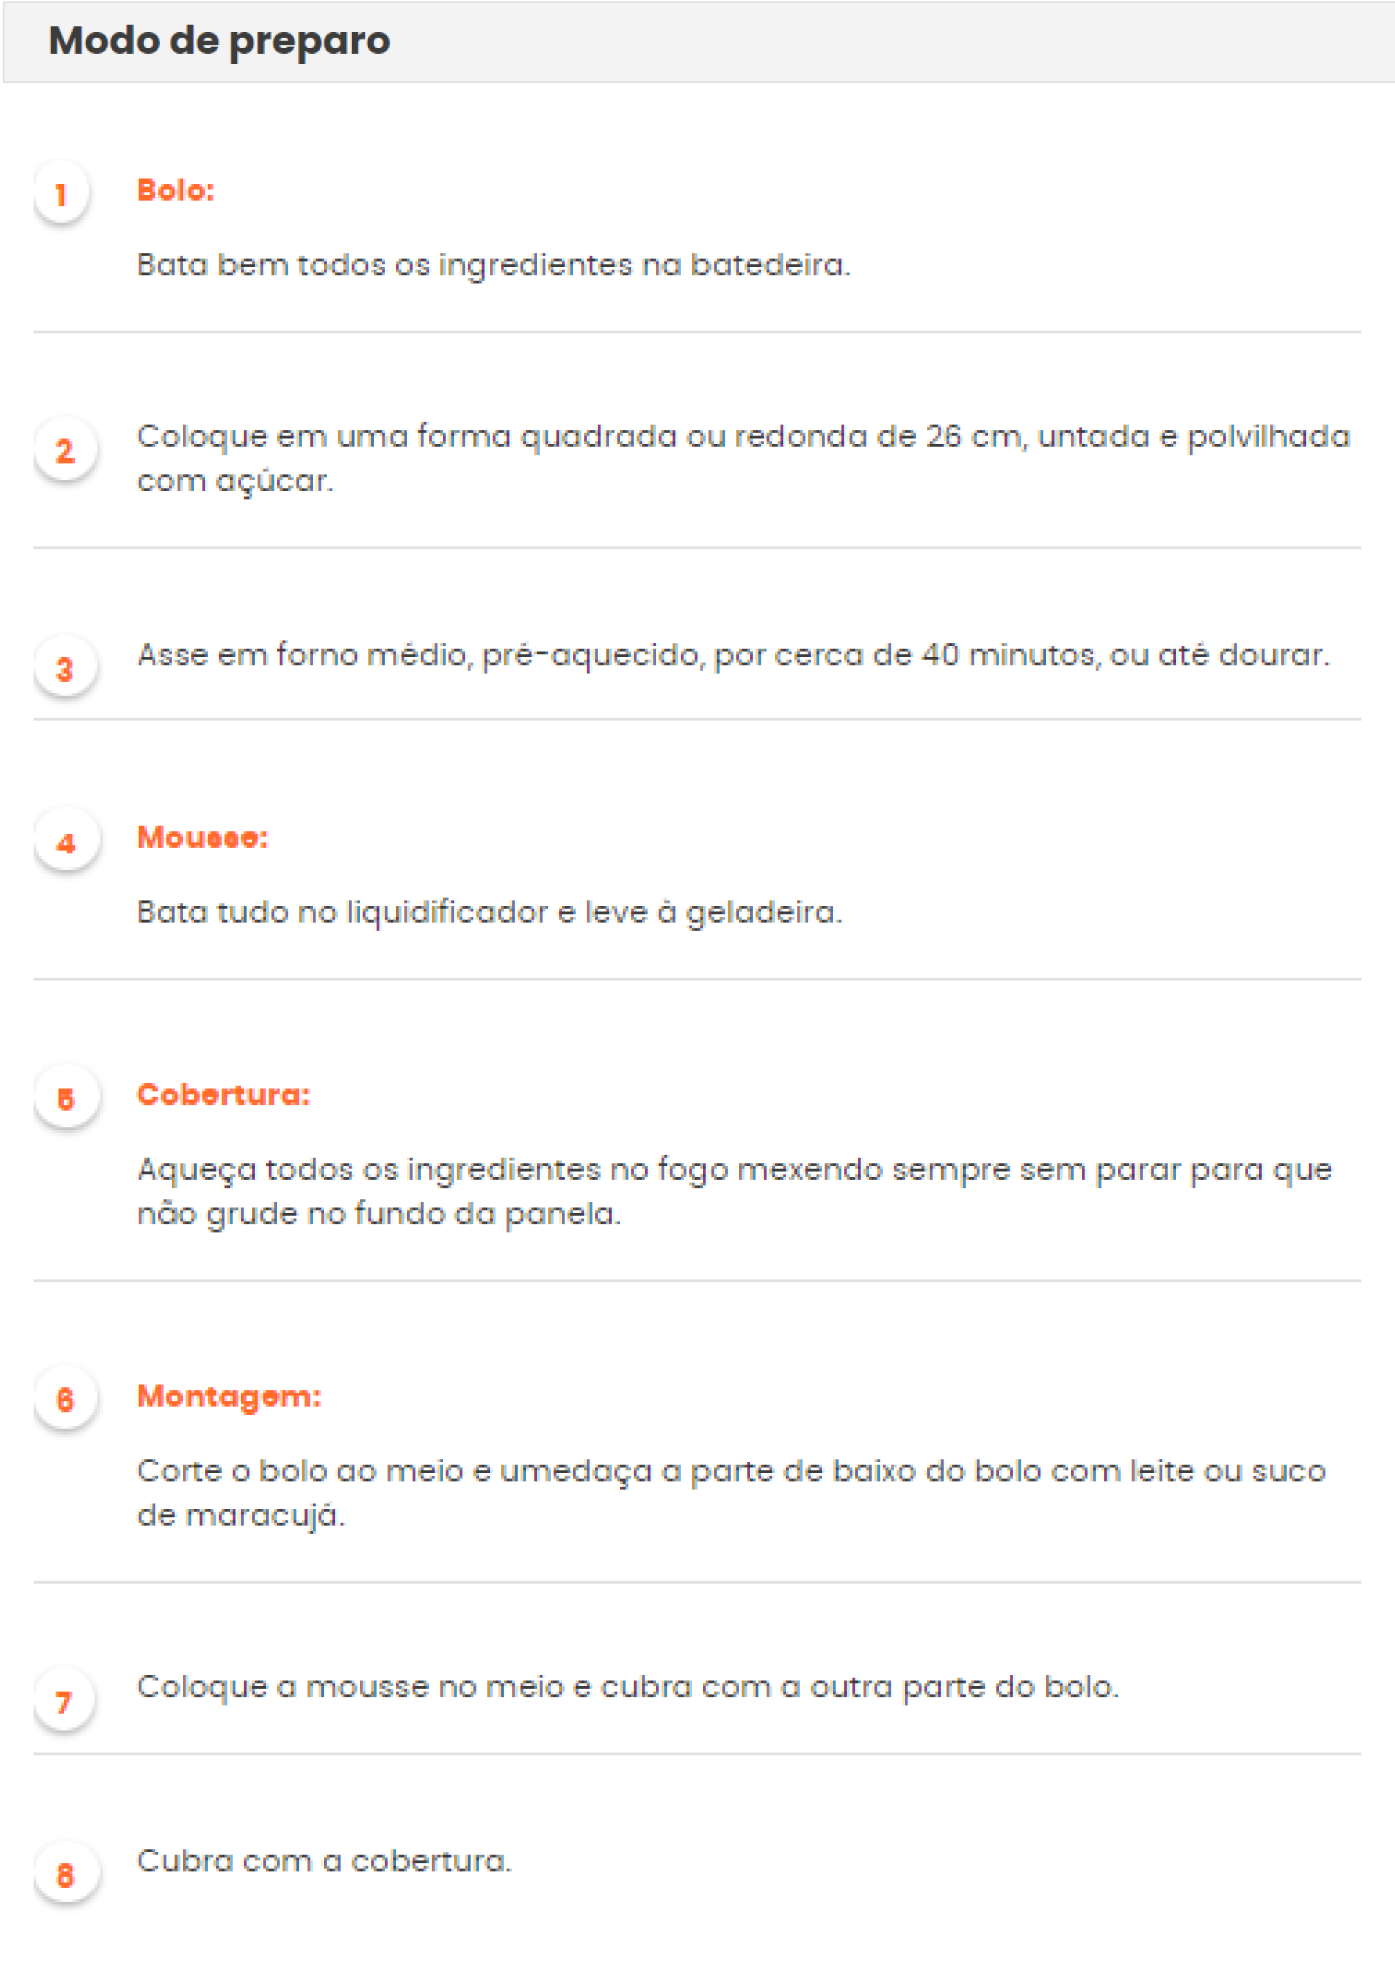 Modo de preparo
1
Bolo:
Bata bem todos os ingredientes na batedeira.
2
Coloque em uma forma quadrada ou redonda de 26 cm, untada e polvilhada
com açúcar.
3
Asse em forno médio, pré-aquecido, por cerca de 40 minutos, ou até dourar.
4
Mousse:
Bata tudo no liquidificador e leve à geladeira.
5
Cobertura:
Aqueça todos os ingredientes no fogo mexendo sempre sem parar para que
não grude no fundo da panela.
6
Montagem:
Corte o bolo ao meio e umedaça a parte de baixo do bolo com leite ou suco
de maracujá.
7
Coloque a mousse no meio e cubra com a outra parte do bolo.
8
Cubra com a cobertura.